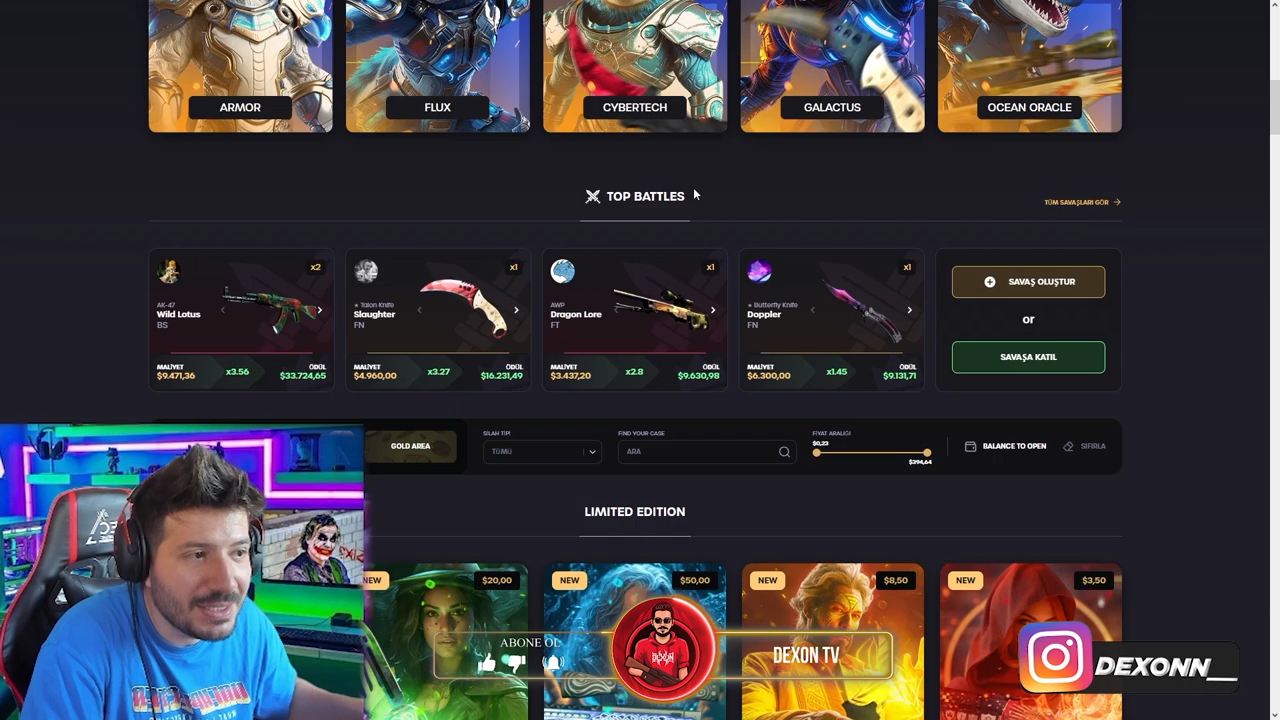 ARMOR
FLUX
CYBERTECH
GALACTUS
OCEAN ORACLE
TOP BATTLES
TÜM SAVAŞLARI GÖR
x2
AK-47
Wild Lotus
BS
MALİYET
$9.471,36
x3.56
ÖDÜL
$33.724,65
x1
★ Talon Knife
Slaughter
FN
MALİYET
$4.960,00
x3.27
ÖDÜL
$16.231,49
x1
AWP
Dragon Lore
FT
MALİYET
$3.437,20
x2.8
ÖDÜL
$9.630,98
x1
★ Butterfly Knife
Doppler
FN
MALİYET
$6.300,00
x1.45
ÖDÜL
$9.131,71
SAVAŞ OLUŞTUR
or
SAVAŞA KATIL
GOLD AREA
SİLAH TİPİ
TÜMÜ
FIND YOUR CASE
ARA
FİYAT ARALIĞI
$0,23
$394,64
BALANCE TO OPEN
SIFIRLA
LIMITED EDITION
NEW
$20,00
NEW
$50,00
NEW
$8,50
NEW
$3,50
ABONE OL
DEXON TV
DEXONN__